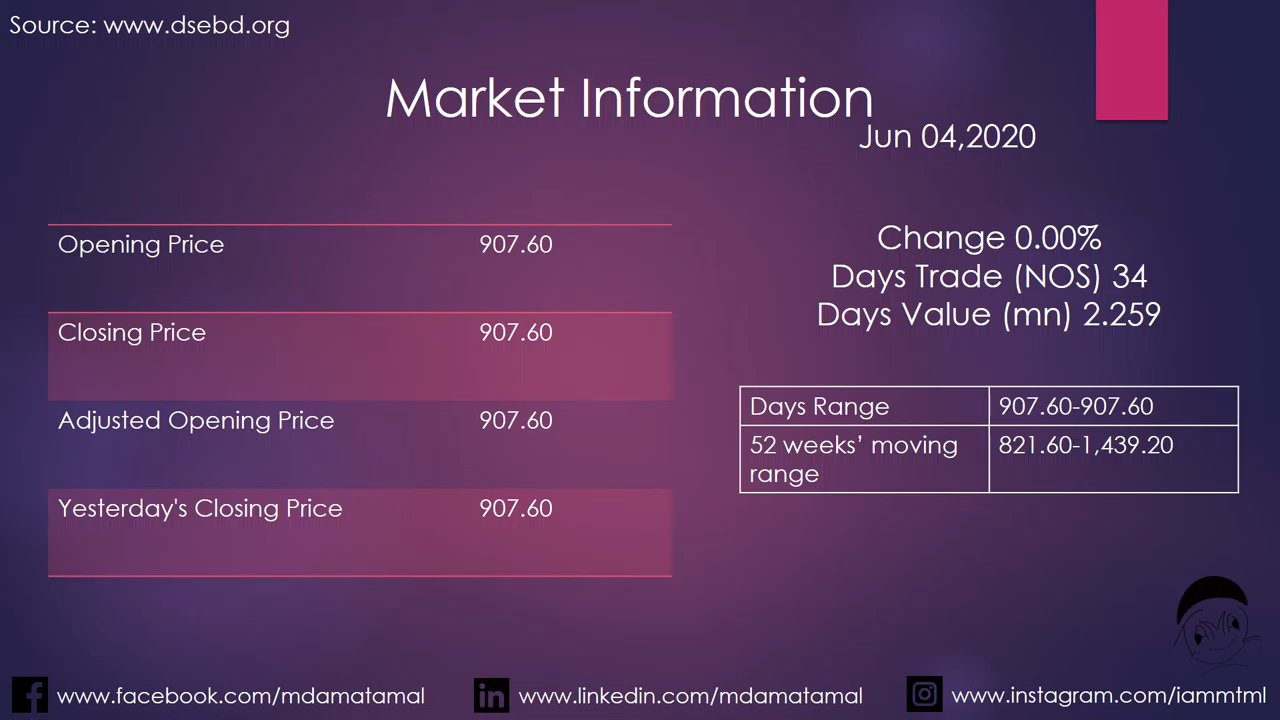 Source: www.dsebd.org
Market Information
Jun 04,2020
Opening Price 907.60
Closing Price 907.60
Adjusted Opening Price 907.60
Yesterday's Closing Price 907.60
Change 0.00%
Days Trade (NOS) 34
Days Value (mn) 2.259
Days Range 907.60-907.60
52 weeks’ moving 821.60-1,439.20
range
www.facebook.com/mdamatamal
www.linkedin.com/mdamatamal
www.instagram.com/iammtml